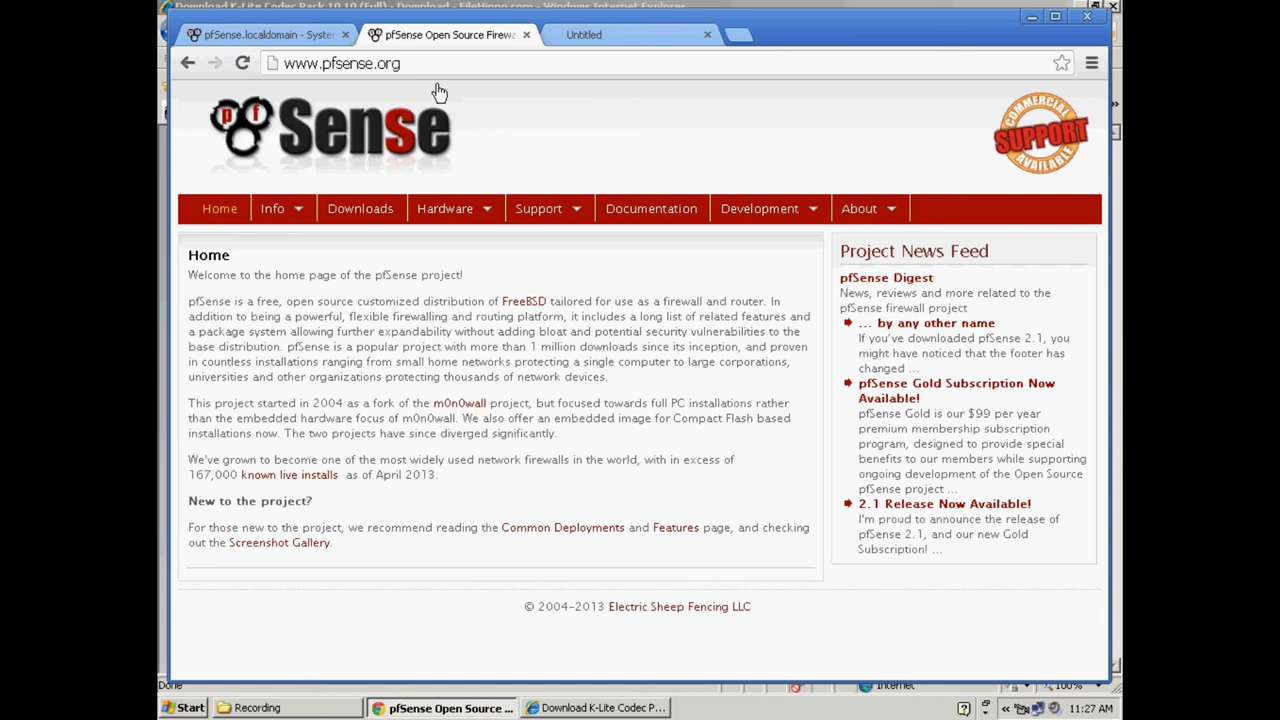 Download K-Lite Codec Pack 10.10 (Full) - Download - FileHippo.com - Windows Internet Explorer
pfSense.localdomain - Syste
pfSense Open Source Firewa
Untitled
www.pfsense.org
pf Sense
COMMERCIAL
SUPPORT
AVAILABLE
Home Info Downloads Hardware Support Documentation Development About
Home
Welcome to the home page of the pfSense project!
pfSense is a free, open source customized distribution of FreeBSD tailored for use as a firewall and router. In
addition to being a powerful, flexible firewalling and routing platform, it includes a long list of related features and
a package system allowing further expandability without adding bloat and potential security vulnerabilities to the
base distribution. pfSense is a popular project with more than 1 million downloads since its inception, and proven
in countless installations ranging from small home networks protecting a single computer to large corporations,
universities and other organizations protecting thousands of network devices.
This project started in 2004 as a fork of the m0n0wall project, but focused towards full PC installations rather
than the embedded hardware focus of m0n0wall. We also offer an embedded image for Compact Flash based
installations now. The two projects have since diverged significantly.
We've grown to become one of the most widely used network firewalls in the world, with in excess of
167,000 known live installs as of April 2013.
New to the project?
For those new to the project, we recommend reading the Common Deployments and Features page, and checking
out the Screenshot Gallery.
Project News Feed
pfSense Digest
News, reviews and more related to the
pfSense firewall project
... by any other name
If you've downloaded pfSense 2.1, you
might have noticed that the footer has
changed ...
pfSense Gold Subscription Now
Available!
pfSense Gold is our $99 per year
premium membership subscription
program, designed to provide special
benefits to our members while supporting
ongoing development of the Open Source
pfSense project ...
2.1 Release Now Available!
I'm proud to announce the release of
pfSense 2.1, and our new Gold
Subscription! ...
© 2004-2013 Electric Sheep Fencing LLC
Done
Internet
100%
Start
Recording
pfSense Open Source ...
Download K-Lite Codec P...
11:27 AM